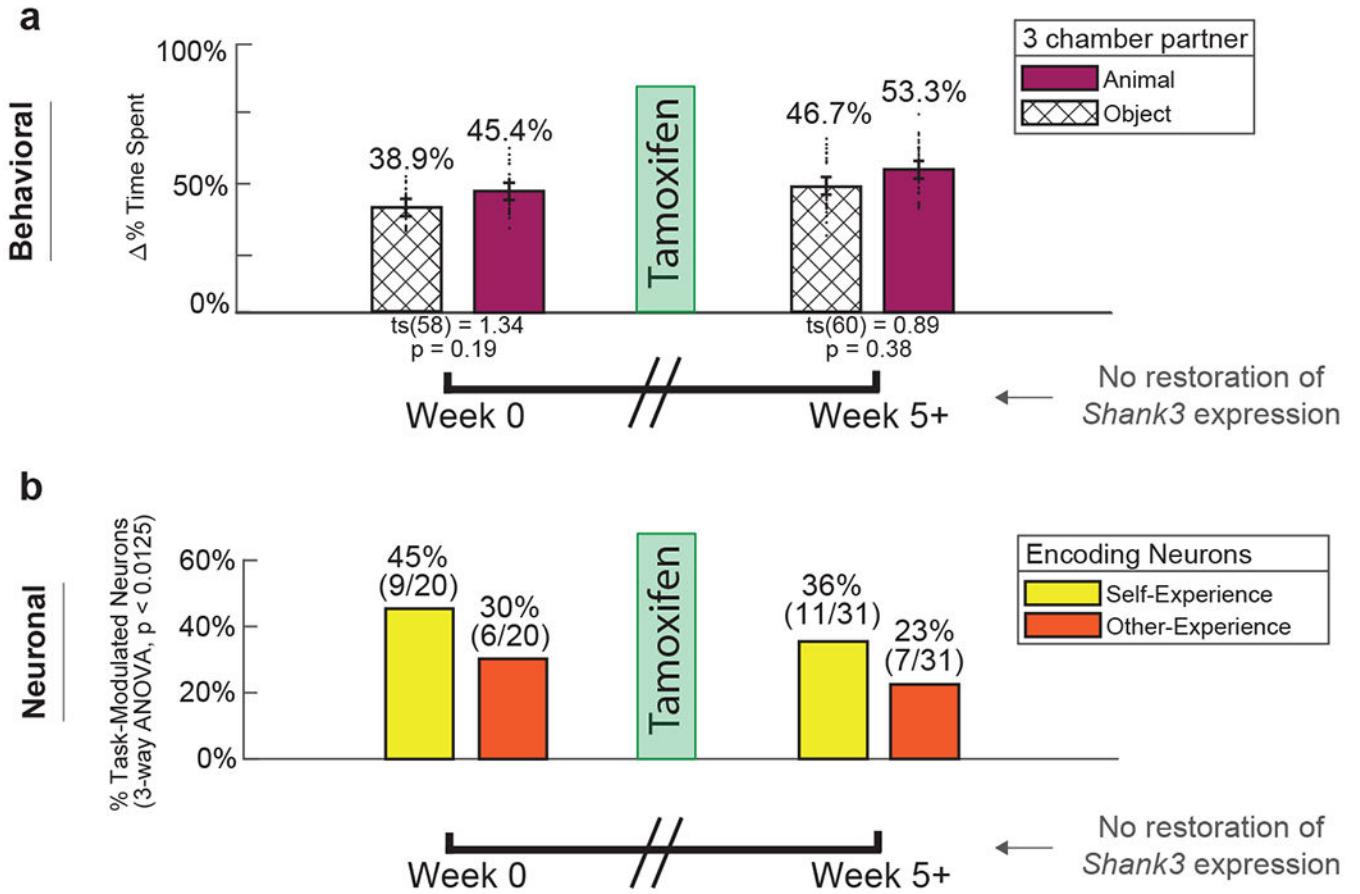 a
Behavioral
Δ% Time Spent
100%
50%
0%
38.9%
45.4%
Tamoxifen
46.7%
53.3%
3 chamber partner
Animal
Object
ts(58) = 1.34
p = 0.19
ts(60) = 0.89
p = 0.38
Week 0
Week 5+
No restoration of
Shank3 expression
b
Neuronal
% Task-Modulated Neurons
(3-way ANOVA, p < 0.0125)
60%
40%
20%
0%
45%
(9/20)
30%
(6/20)
Tamoxifen
36%
(11/31)
23%
(7/31)
Encoding Neurons
Self-Experience
Other-Experience
Week 0
Week 5+
No restoration of
Shank3 expression